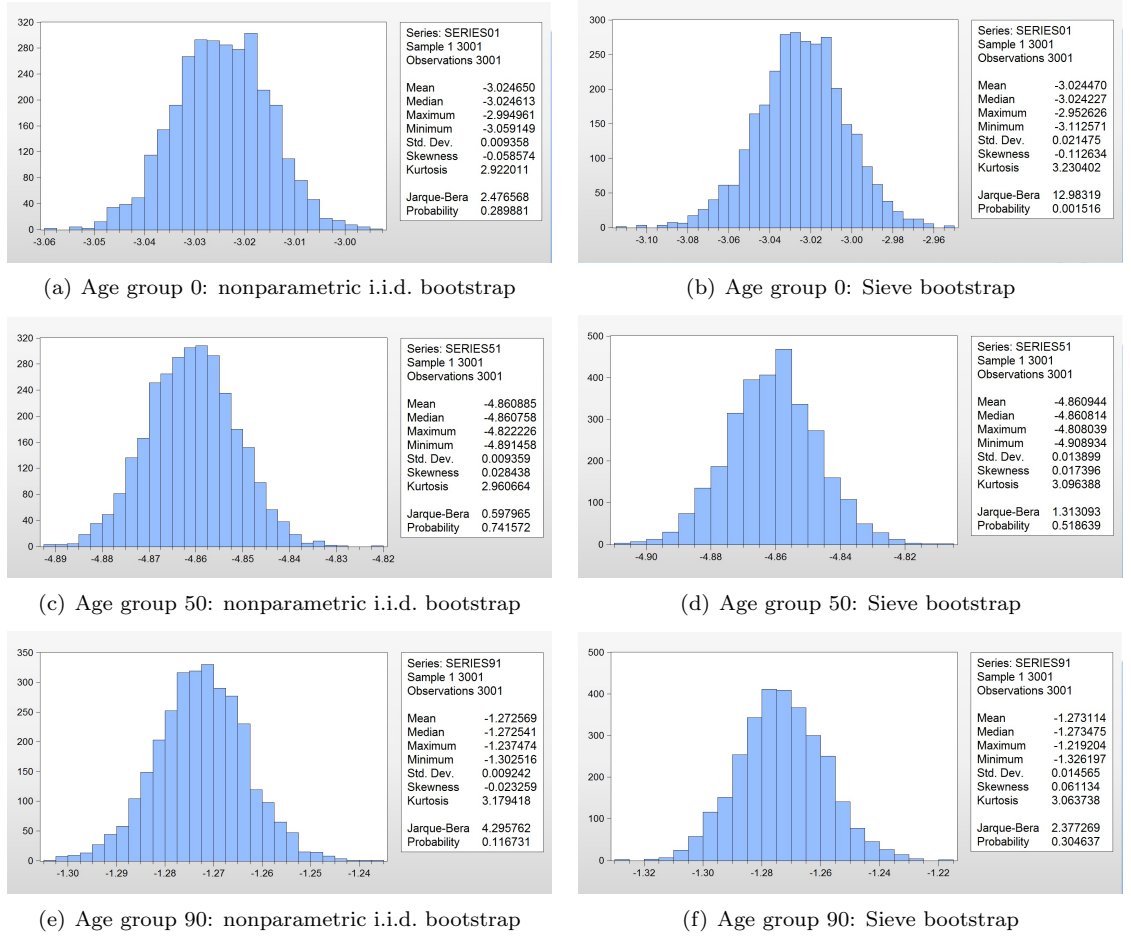 320
280
240
200
160
120
80
40
0
-3.06 -3.05 -3.04 -3.03 -3.02 -3.01 -3.00
Series: SERIES01
Sample 1 3001
Observations 3001
Mean -3.024650
Median -3.024613
Maximum -2.994961
Minimum -3.059149
Std. Dev. 0.009358
Skewness -0.058574
Kurtosis 2.922011
Jarque-Bera 2.476568
Probability 0.289881
(a) Age group 0: nonparametric i.i.d. bootstrap
300
250
200
150
100
50
0
-3.10 -3.08 -3.06 -3.04 -3.02 -3.00 -2.98 -2.96
Series: SERIES01
Sample 1 3001
Observations 3001
Mean -3.024470
Median -3.024227
Maximum -2.952626
Minimum -3.112571
Std. Dev. 0.021475
Skewness -0.112634
Kurtosis 3.230402
Jarque-Bera 12.98319
Probability 0.001516
(b) Age group 0: Sieve bootstrap
320
280
240
200
160
120
80
40
0
-4.89 -4.88 -4.87 -4.86 -4.85 -4.84 -4.83 -4.82
Series: SERIES51
Sample 1 3001
Observations 3001
Mean -4.860885
Median -4.860758
Maximum -4.822226
Minimum -4.891458
Std. Dev. 0.009359
Skewness 0.028438
Kurtosis 2.960664
Jarque-Bera 0.597965
Probability 0.741572
(c) Age group 50: nonparametric i.i.d. bootstrap
500
400
300
200
100
0
-4.90 -4.88 -4.86 -4.84 -4.82
Series: SERIES51
Sample 1 3001
Observations 3001
Mean -4.860944
Median -4.860814
Maximum -4.808039
Minimum -4.908934
Std. Dev. 0.013899
Skewness 0.017396
Kurtosis 3.096388
Jarque-Bera 1.313093
Probability 0.518639
(d) Age group 50: Sieve bootstrap
350
300
250
200
150
100
50
0
-1.30 -1.29 -1.28 -1.27 -1.26 -1.25 -1.24
Series: SERIES91
Sample 1 3001
Observations 3001
Mean -1.272569
Median -1.272541
Maximum -1.237474
Minimum -1.302516
Std. Dev. 0.009242
Skewness -0.023259
Kurtosis 3.179418
Jarque-Bera 4.295762
Probability 0.116731
(e) Age group 90: nonparametric i.i.d. bootstrap
500
400
300
200
100
0
-1.32 -1.30 -1.28 -1.26 -1.24 -1.22
Series: SERIES91
Sample 1 3001
Observations 3001
Mean -1.273114
Median -1.273475
Maximum -1.219204
Minimum -1.326197
Std. Dev. 0.014565
Skewness 0.061134
Kurtosis 3.063738
Jarque-Bera 2.377269
Probability 0.304637
(f) Age group 90: Sieve bootstrap